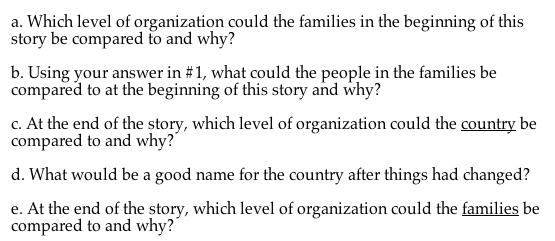 a. Which level of organization could the families in the beginning of this
story be compared to and why?
b. Using your answer in #1, what could the people in the families be
compared to at the beginning of this story and why?
c. At the end of the story, which level of organization could the country be
compared to and why?
d. What would be a good name for the country after things had changed?
e. At the end of the story, which level of organization could the families be
compared to and why?